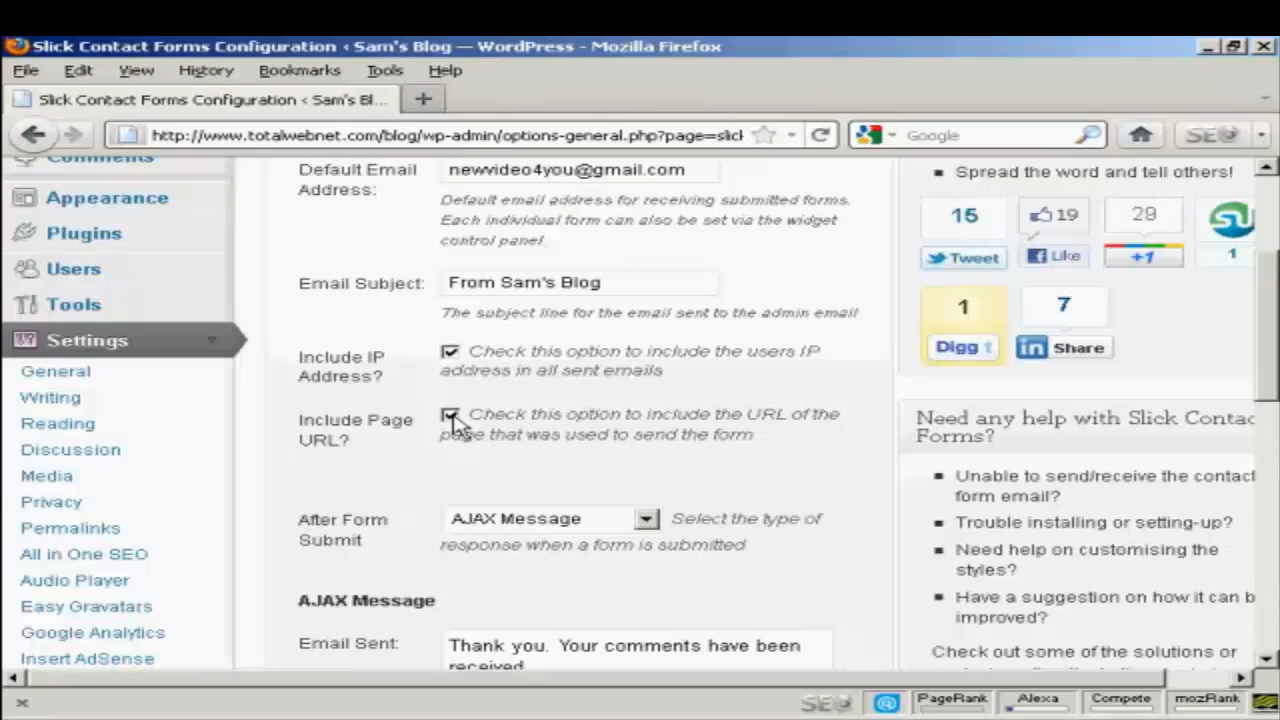 Slick Contact Forms Configuration ‹ Sam's Blog — WordPress - Mozilla Firefox
File Edit View History Bookmarks Tools Help
Slick Contact Forms Configuration ‹ Sam's Bl...
http://www.totalwebnet.com/blog/wp-admin/options-general.php?page=slick
Google
SEO
Comments
Appearance
Plugins
Users
Tools
Settings
General
Writing
Reading
Discussion
Media
Privacy
Permalinks
All in One SEO
Audio Player
Easy Gravatars
Google Analytics
Insert AdSense
Default Email
Address:
newvideo4you@gmail.com
Default email address for receiving submitted forms.
Each individual form can also be set via the widget
control panel.
Email Subject:
From Sam's Blog
The subject line for the email sent to the admin email
Include IP
Address?
Check this option to include the users IP
address in all sent emails
Include Page
URL?
Check this option to include the URL of the
page that was used to send the form
After Form
Submit
AJAX Message
Select the type of
response when a form is submitted
AJAX Message
Email Sent:
Thank you. Your comments have been
received
Spread the word and tell others!
15
19
29
Tweet
Like
+1
1
1
7
Digg
Share
Need any help with Slick Contac
Forms?
Unable to send/receive the contact
form email?
Trouble installing or setting-up?
Need help on customising the
styles?
Have a suggestion on how it can b
improved?
Check out some of the solutions or
SEO
PageRank
Alexa
Compete
mozRank